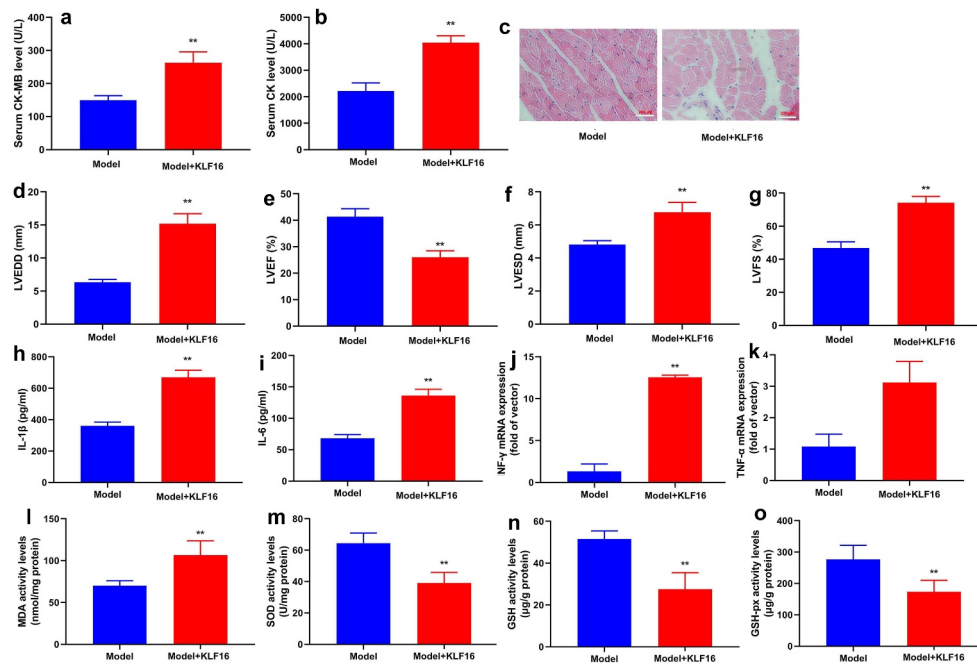 a
Serum CK-MB level (U/L)
400
300
200
100
0
**
Model
Model+KLF16
b
Serum CK level (U/L)
6000
4000
2000
0
**
Model
Model+KLF16
c
Model
Model+KLF16
d
LVEDD (mm)
20
15
10
5
0
**
Model
Model+KLF16
e
LVEF (%)
50
40
30
20
10
0
**
Model
Model+KLF16
f
LVESD (mm)
8
6
4
2
0
**
Model
Model+KLF16
g
LVFS (%)
80
60
40
20
0
**
Model
Model+KLF16
h
IL-1β (pg/ml)
800
600
400
200
0
**
Model
Model+KLF16
i
IL-6 (pg/ml)
200
150
100
50
0
**
Model
Model+KLF16
j
NF-γ mRNA expression
(fold of vector)
15
10
5
0
**
Model
Model+KLF16
k
TNF-α mRNA expression
(fold of vector)
4
3
2
1
0
Model
Model+KLF16
l
MDA activity levels
(nmol/mg protein)
150
100
50
0
**
Model
Model+KLF16
m
SOD activity levels
(U/mg protein)
80
60
40
20
0
**
Model
Model+KLF16
n
GSH activity levels
(μg/g protein)
60
40
20
0
**
Model
Model+KLF16
o
GSH-px activity levels
(μg/g protein)
400
300
200
100
0
**
Model
Model+KLF16